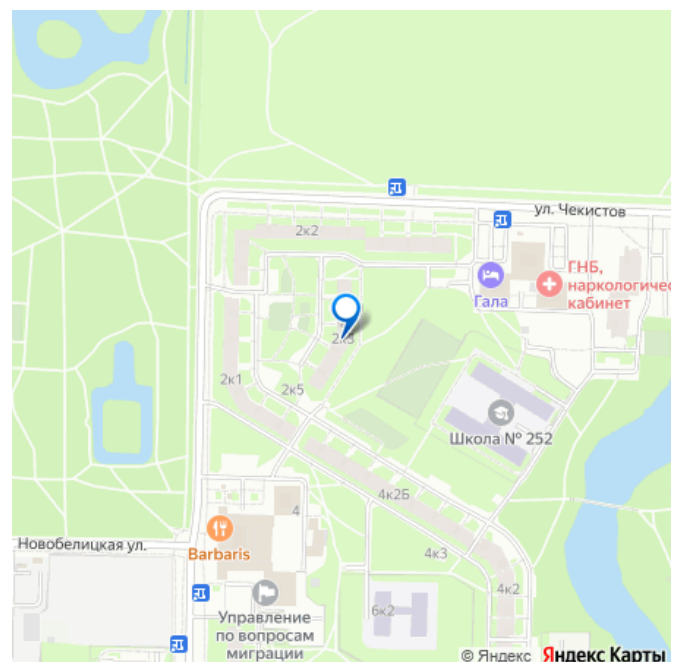 ул. Чекистов
2к2
ГНБ,
наркологичес
кабинет
Гала
2к3
2к1
2к5
Школа № 252
4к2Б
4
Новобелицкая ул.
Barbaris
4к3
4к2
6к2
Управление
по вопросам
миграции
© Яндекс Яндекс Карты